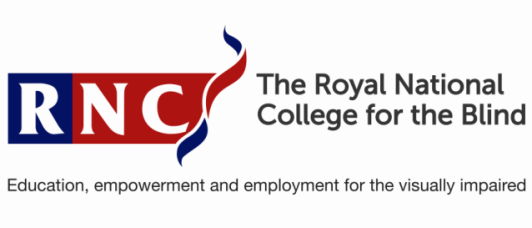 RNC
The Royal National
College for the Blind
Education, empowerment and employment for the visually impaired